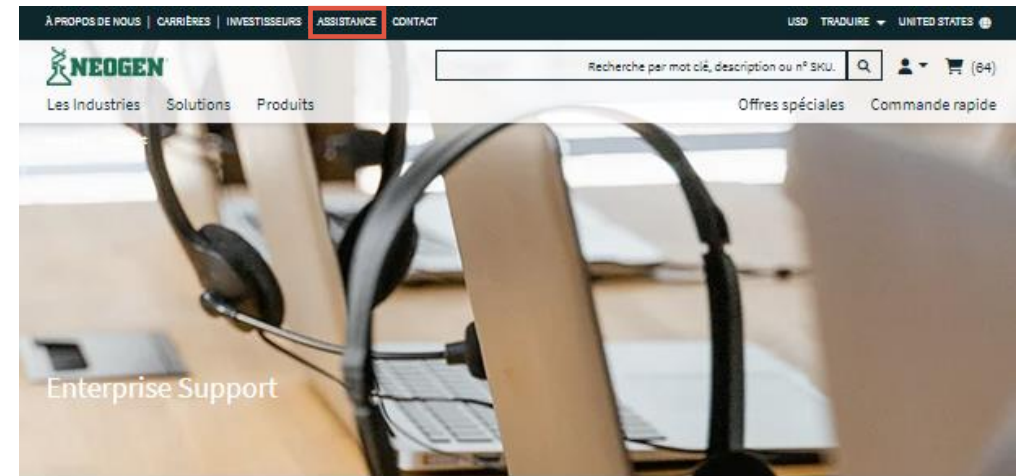 À PROPOS DE NOUS | CARRIÈRES | INVESTISSEURS ASSISTANCE CONTACT USD TRADUIRE UNITED STATES
NEOGEN Recherche par mot clé, description ou nº SKU. (64)
Les Industries Solutions Produits Offres spéciales Commande rapide
Enterprise Support